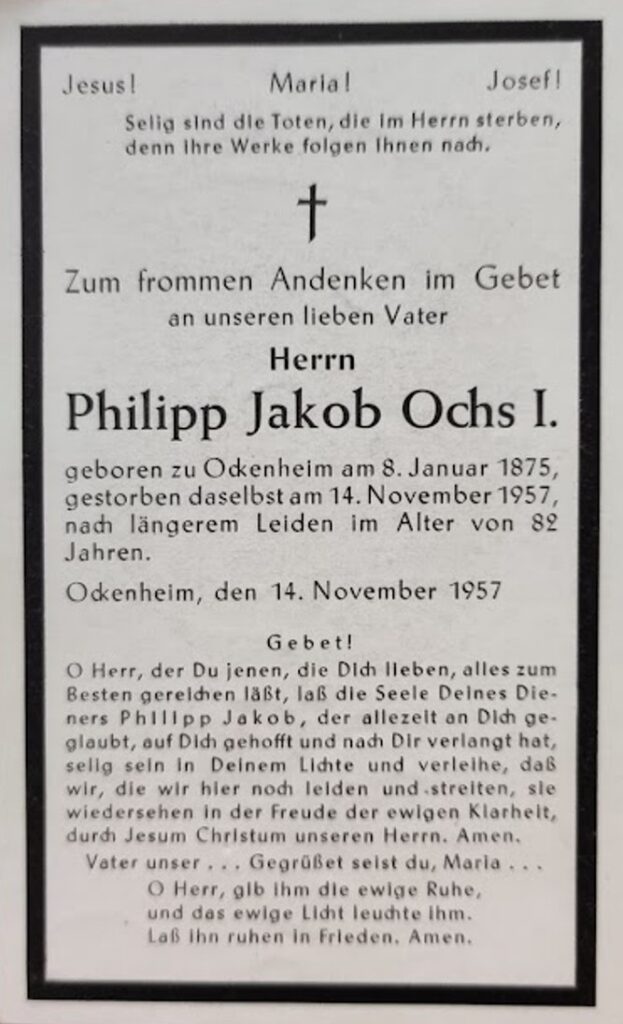 Jesus! Maria! Josef!
Selig sind die Toten, die im Herrn sterben,
denn ihre Werke folgen ihnen nach.
Zum frommen Andenken im Gebet
an unseren lieben Vater
Herrn
Philipp Jakob Ochs I.
geboren zu Ockenheim am 8. Januar 1875,
gestorben daselbst am 14. November 1957,
nach längerem Leiden im Alter von 82
Jahren.
Ockenheim, den 14. November 1957
Gebet!
O Herr, der Du jenen, die Dich lieben, alles zum
Besten gereichen läßt, laß die Seele Deines Die-
ners Philipp Jakob, der allezeit an Dich ge-
glaubt, auf Dich gehofft und nach Dir verlangt hat,
selig sein in Deinem Lichte und verleihe, daß
wir, die wir hier noch leiden und streiten, sie
wiedersehen in der Freude der ewigen Klarheit,
durch Jesum Christum unseren Herrn. Amen.
Vater unser . . . Gegrüßet seist du, Maria . . .
O Herr, gib ihm die ewige Ruhe,
und das ewige Licht leuchte ihm.
Laß ihn ruhen in Frieden. Amen.